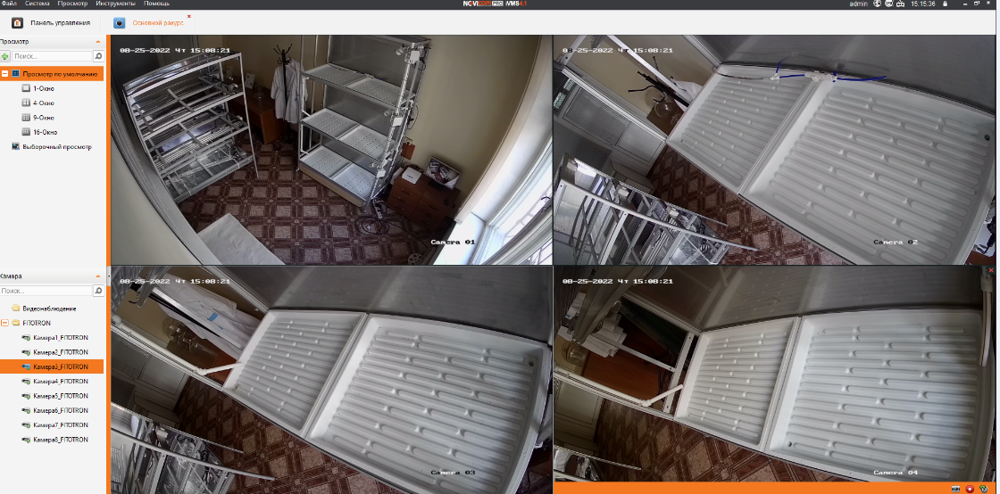 Файл Система Просмотр Инструменты Помощь
NOVIcam PRO iVMS4.1
admin 15:15:36
Панель управления
Основной ракурс
Просмотр
Поиск...
Просмотр по умолчанию
1-Окно
4-Окно
9-Окно
16-Окно
Выборочный просмотр
08-25-2022 Чт 15:08:21
Camera 01
08-25-2022 Чт 15:08:21
Camera 02
Камера
Поиск...
Видеонаблюдение
FITOTRON
Камера1_FITOTRON
Камера2_FITOTRON
Камера3_FITOTRON
Камера4_FITOTRON
Камера5_FITOTRON
Камера6_FITOTRON
Камера7_FITOTRON
Камера8_FITOTRON
08-25-2022 Чт 15:08:21
Camera 03
08-25-2022 Чт 15:08:21
Camera 04